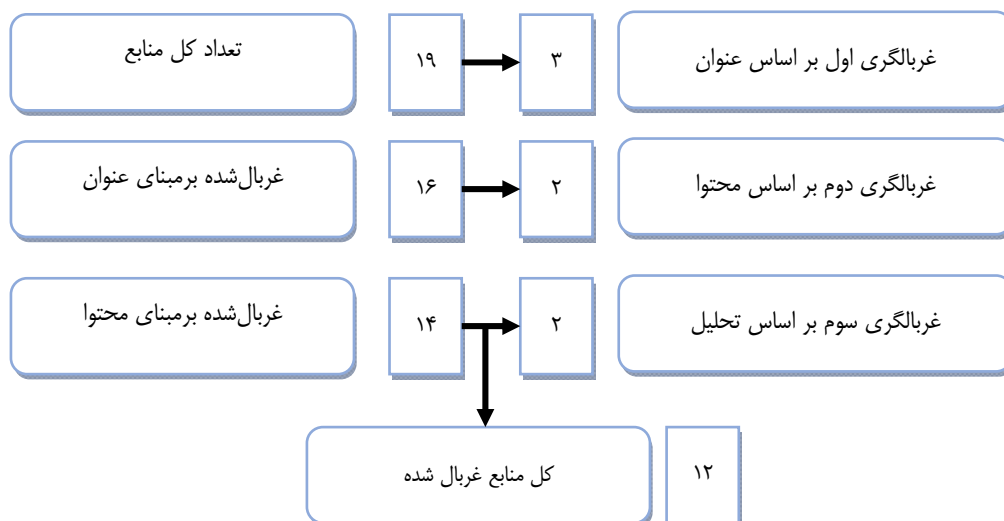 غربالگری اول بر اساس عنوان
۳
۱۹
تعداد کل منابع
غربالگری دوم بر اساس محتوا
۲
۱۶
غربال‌شده برمبنای عنوان
غربالگری سوم بر اساس تحلیل
۲
۱۴
غربال‌شده برمبنای محتوا
۱۲
کل منابع غربال شده